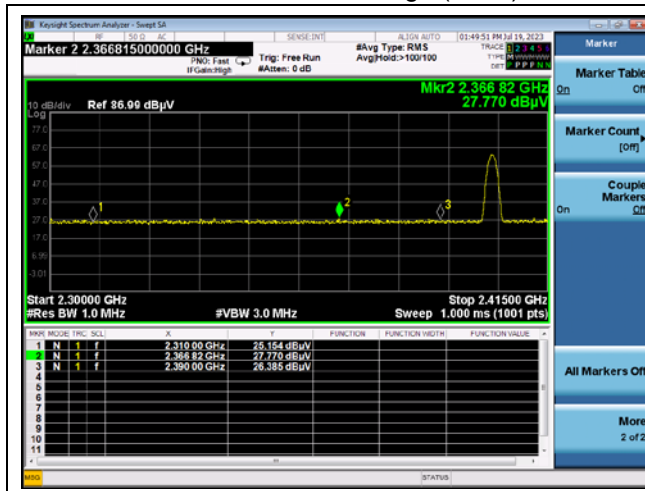 Keysight Spectrum Analyzer - Swept SA
RF 50 Ω AC SENSE:INT ALIGN AUTO 01:49:51 PM Jul 19, 2023
Marker 2 2.366815000000 GHz
PNO: Fast
IFGain:High
Trig: Free Run
#Atten: 0 dB
#Avg Type: RMS
Avg|Hold:>100/100
TRACE 1 2 3 4 5 6
TYPE
DET P P P P N N
Mkr2 2.366 82 GHz
27.770 dBµV
10 dB/div Ref 86.99 dBµV
Log
77.0
67.0
57.0
47.0
37.0
27.0
17.0
6.99
-3.01
1
2
3
Start 2.30000 GHz Stop 2.41500 GHz
#Res BW 1.0 MHz #VBW 3.0 MHz Sweep 1.000 ms (1001 pts)
MKR MODE TRC SCL X Y FUNCTION FUNCTION WIDTH FUNCTION VALUE
1 N 1 f 2.310 00 GHz 25.154 dBµV
2 N 1 f 2.366 82 GHz 27.770 dBµV
3 N 1 f 2.390 00 GHz 26.385 dBµV
4
5
6
7
8
9
10
11
MSG STATUS
Marker
Marker Table
On Off
Marker Count
[Off]
Couple
Markers
On Off
All Markers Off
More
2 of 2